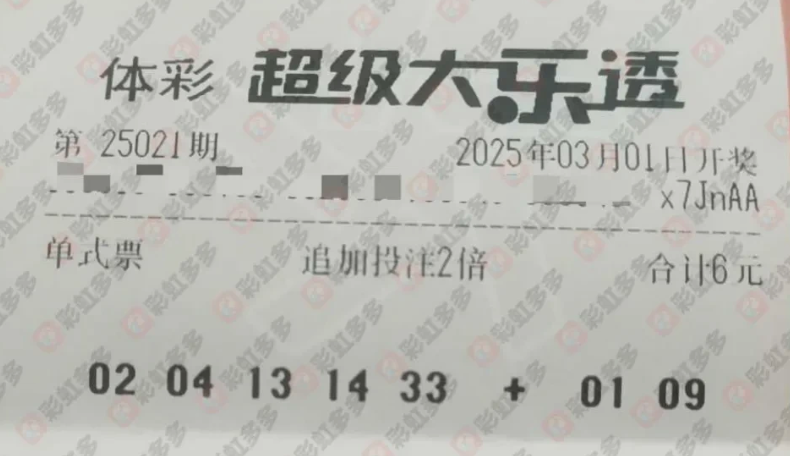 体彩 超级大乐透
第 25021期
2025年03月01日开奖
x7JnAA
单式票 追加投注2倍 合计6元
02 04 13 14 33 + 01 09
彩虹多多